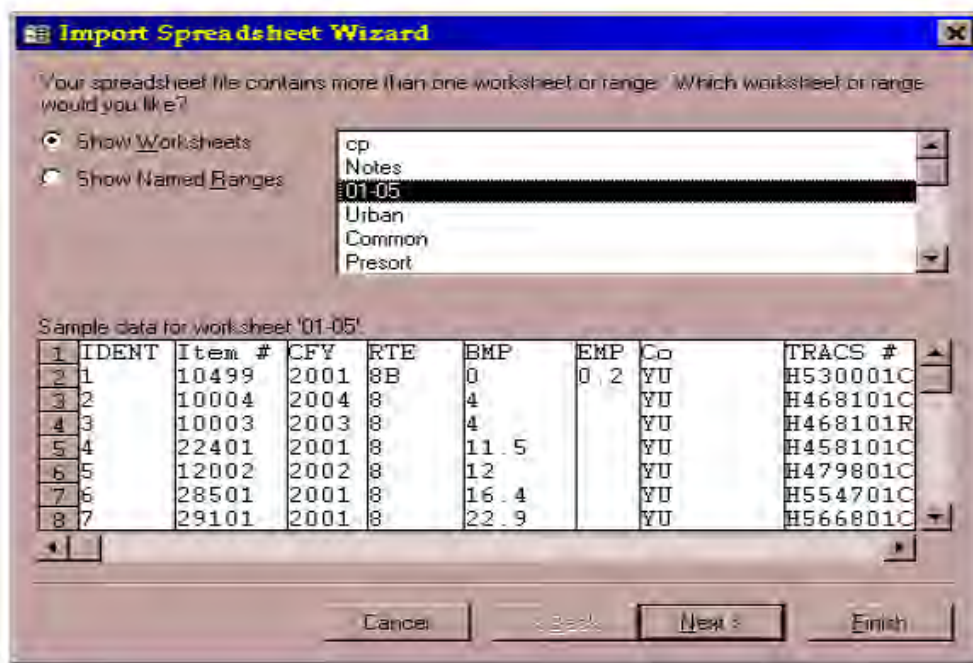 Import Spreadsheet Wizard
Your spreadsheet file contains more than one worksheet or range. Which worksheet or range
would you like?
Show Worksheets
Show Named Ranges
cp
Notes
01-05
Urban
Common
Presort
Sample data for worksheet '01-05'.
1 IDENT Item # CFY RTE BMP EMP Co TRACS #
2 1 10499 2001 8B 0 0.2 YU H530001C
3 2 10004 2004 8 4 YU H468101C
4 3 10003 2003 8 4 YU H468101R
5 4 22401 2001 8 11.5 YU H458101C
6 5 12002 2002 8 12 YU H479801C
7 6 28501 2001 8 16.4 YU H554701C
8 7 29101 2001 8 22.9 YU H566801C
Cancel < Back Next > Finish